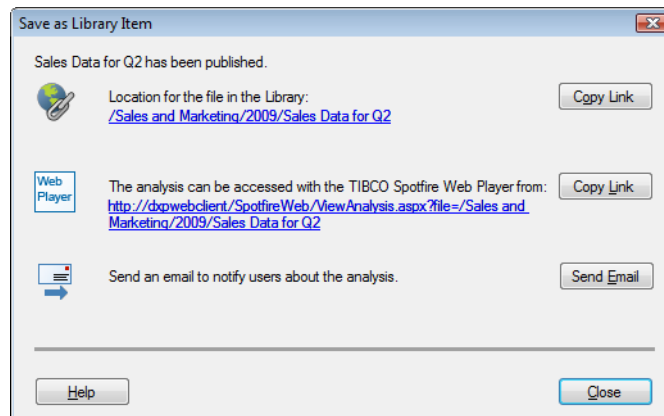 Save as Library Item
Sales Data for Q2 has been published.
Location for the file in the Library:
/Sales and Marketing/2009/Sales Data for Q2
Copy Link
Web
Player
The analysis can be accessed with the TIBCO Spotfire Web Player from:
http://dxpwebclient/SpotfireWeb/ViewAnalysis.aspx?file=/Sales and
Marketing/2009/Sales Data for Q2
Copy Link
Send an email to notify users about the analysis.
Send Email
Help
Close